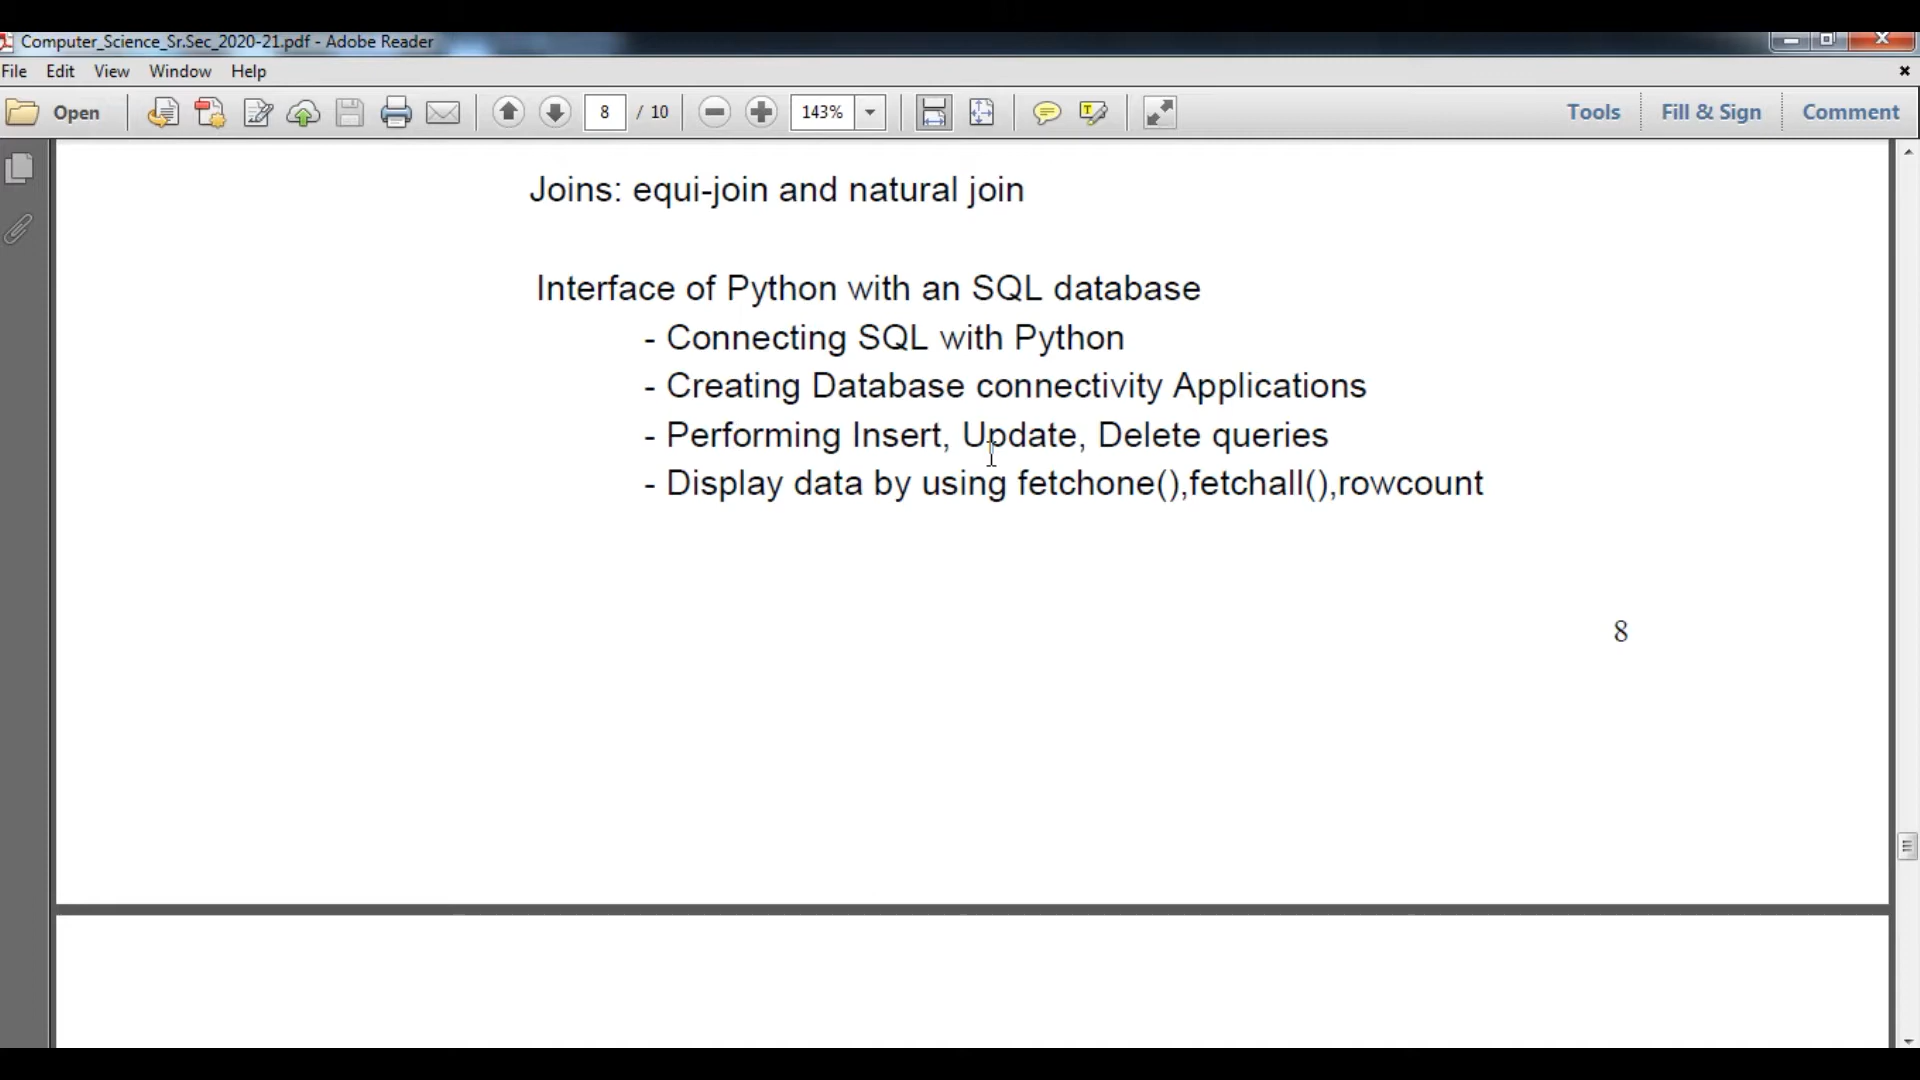 Computer_Science_Sr.Sec_2020-21.pdf - Adobe Reader
File Edit View Window Help
Open 8 / 10 143% Tools Fill & Sign Comment
Joins: equi-join and natural join
Interface of Python with an SQL database
- Connecting SQL with Python
- Creating Database connectivity Applications
- Performing Insert, Update, Delete queries
- Display data by using fetchone(),fetchall(),rowcount
8